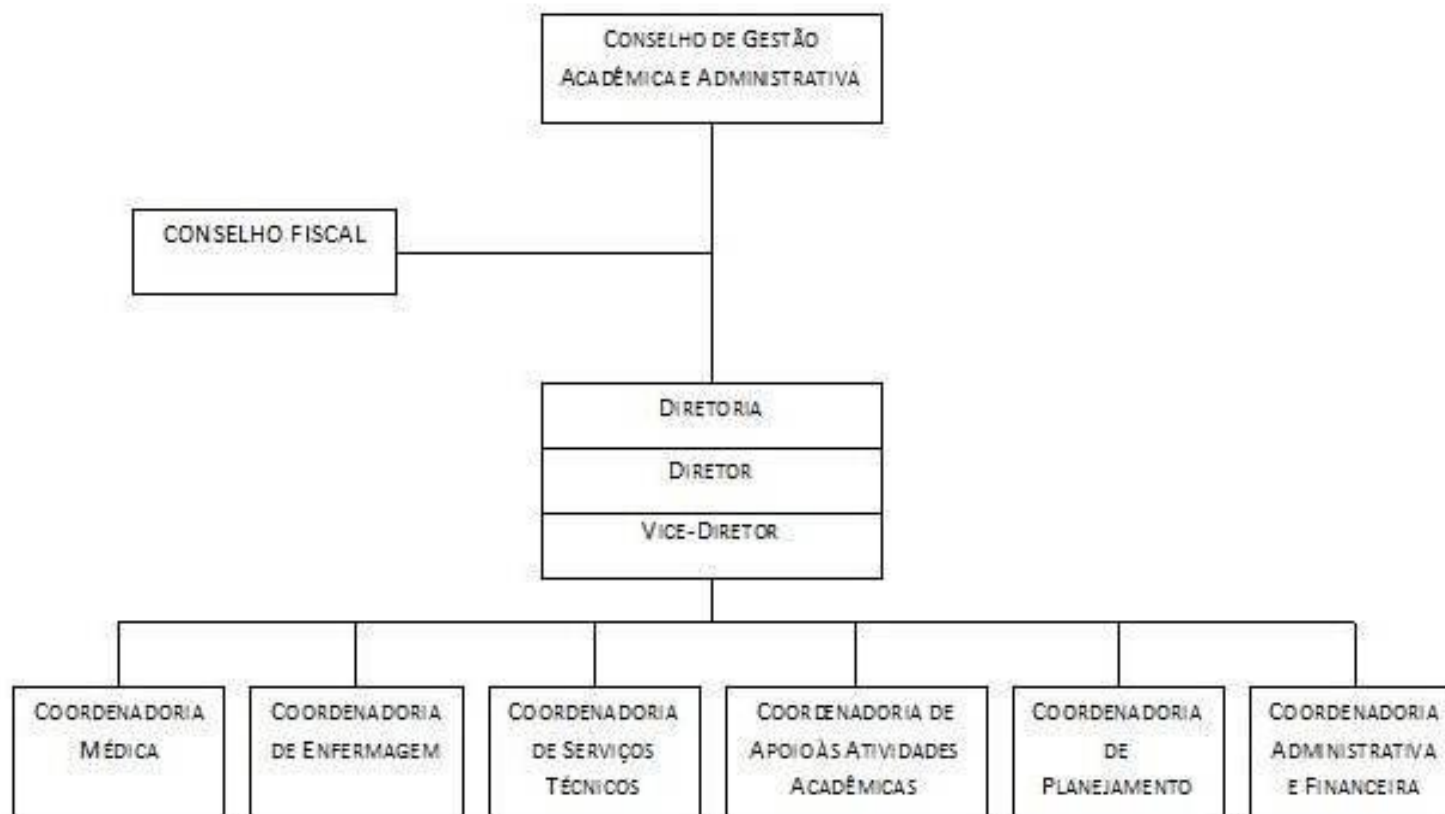 CONSELHO DE GESTÃO
ACADÊMICA E ADMINISTRATIVA
CONSELHO FISCAL
DIRETORIA
DIRETOR
VICE-DIRETOR
COORDENADORIA
MÉDICA
COORDENADORIA
DE ENFERMAGEM
COORDENADORIA
DE SERVIÇOS
TÉCNICOS
COORDENADORIA DE
APOIO ÀS ATIVIDADES
ACADÊMICAS
COORDENADORIA
DE
PLANEJAMENTO
COORDENADORIA
ADMINISTRATIVA
E FINANCEIRA